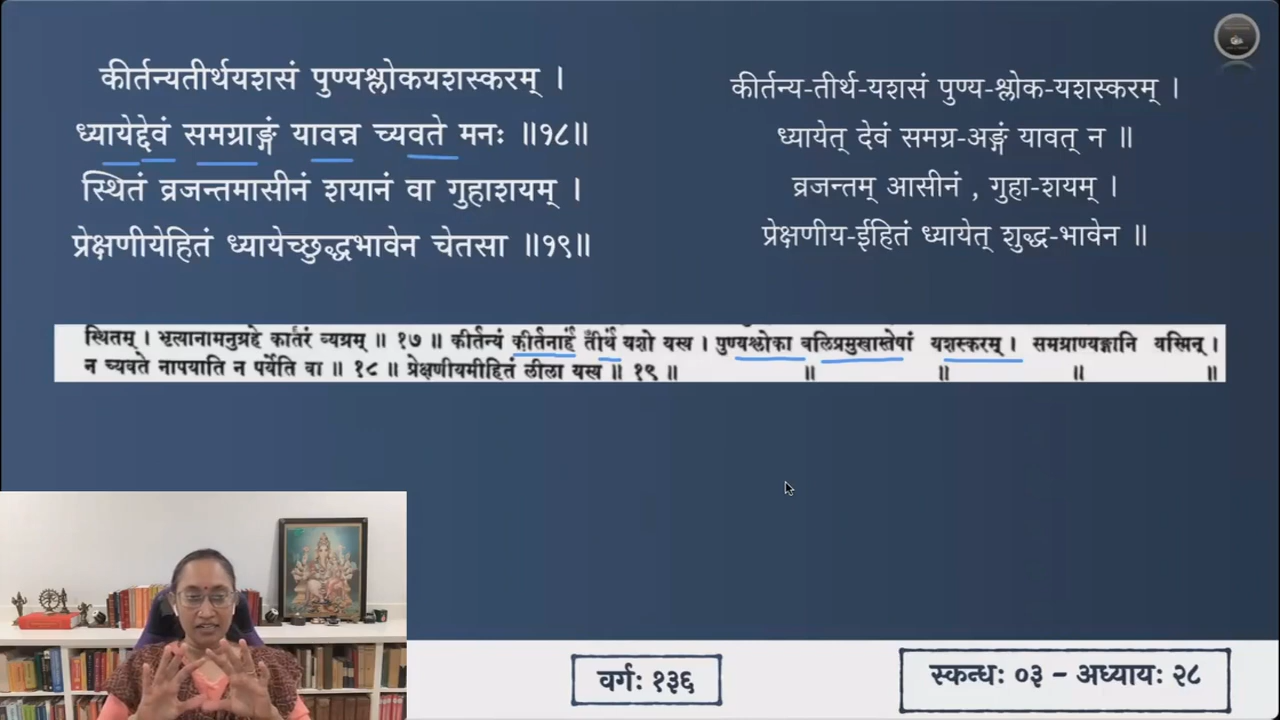 कीर्तन्यतीर्थयशसं पुण्यश्लोकयशस्करम् ।
ध्यायेद्देवं समग्राङ्गं यावन्न च्यवते मनः ॥१८॥
स्थितं व्रजन्तमासीनं शयानं वा गुहाशयम् ।
प्रेक्षणीयेहितं ध्यायेच्छुद्धभावेन चेतसा ॥१९॥
कीर्तन्य-तीर्थ-यशसं पुण्य-श्लोक-यशस्करम् ।
ध्यायेत् देवं समग्र-अङ्गं यावत् न ॥
व्रजन्तम् आसीनं , गुहा-शयम् ।
प्रेक्षणीय-ईहितं ध्यायेत् शुद्ध-भावेन ॥
स्थितम् । भृत्यानामनुग्रहे कातरं व्यग्रम् ॥ १७ ॥ कीर्तन्यं कीर्तनार्हं तीर्थं यशो यस्य । पुण्यश्लोका बलिप्रमुखास्तेषां यशस्करम् । समग्राण्यङ्गानि यस्मिन् ।
न च्यवते नापयाति न पर्येति वा ॥ १८ ॥ प्रेक्षणीयमीहितं लीला यस्य ॥ १९ ॥ ॥ ॥ ॥ ॥
वर्गः १३६
स्कन्धः ०३ – अध्यायः २८